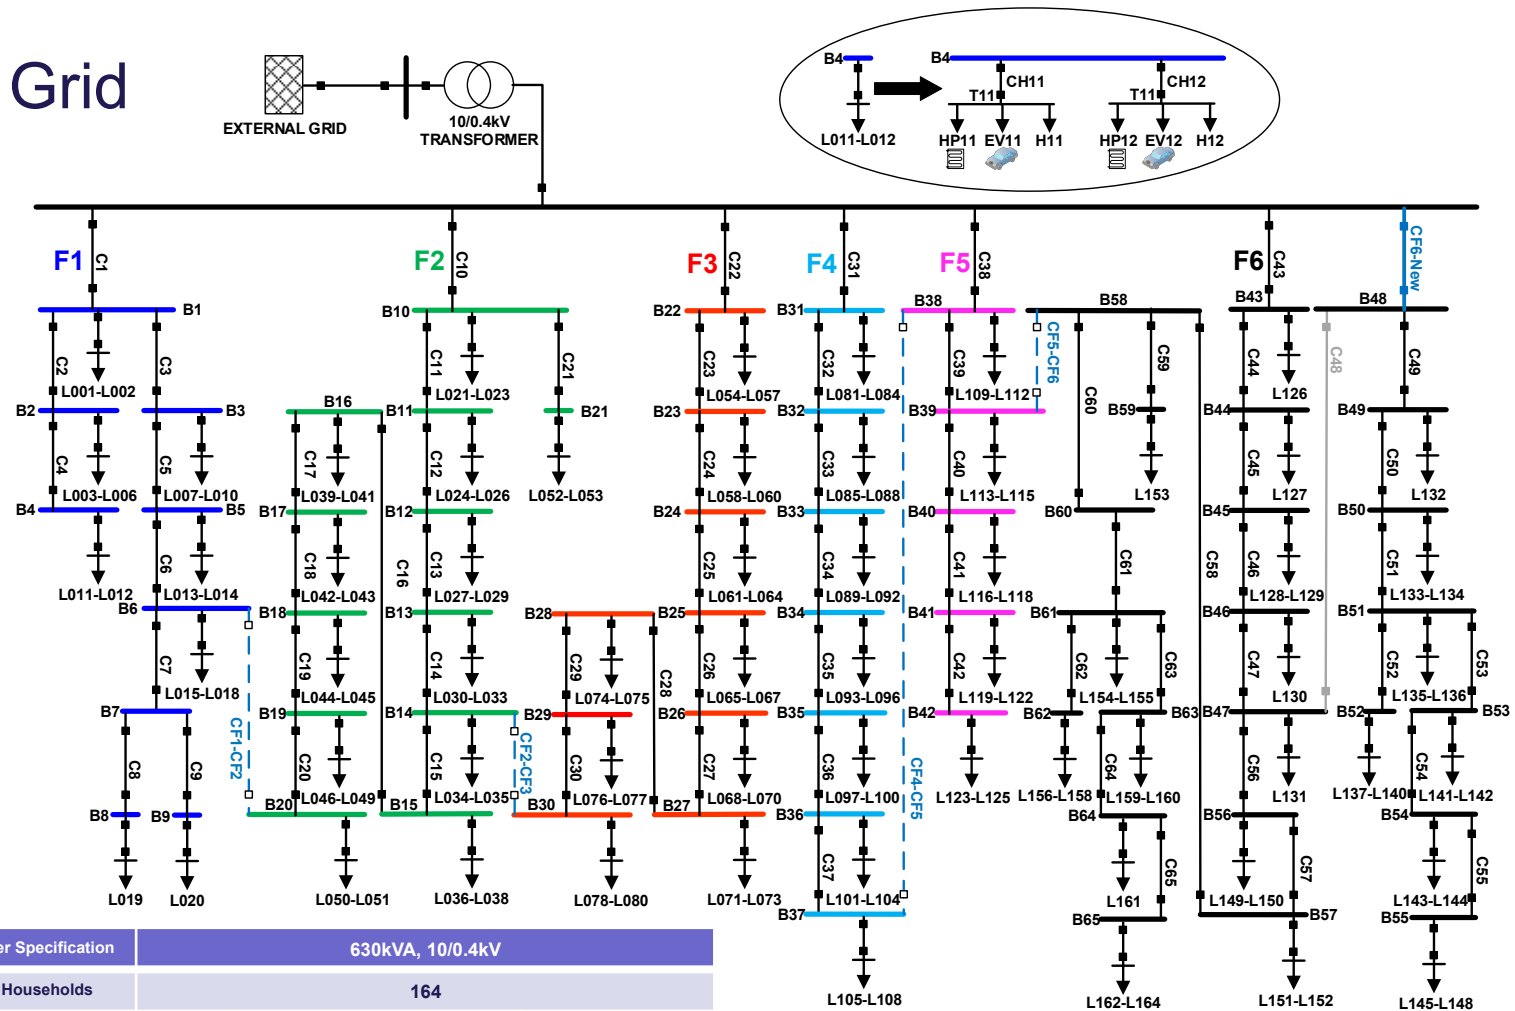 Grid
EXTERNAL GRID
10/0.4kV
TRANSFORMER
B4
L011-L012
B4
CH11
T11
HP11 EV11 H11
CH12
T11
HP12 EV12 H12
F1
C1
B1
C2
L001-L002
C3
B2
B3
C4
L003-L006
C5
L007-L010
B4
B5
L011-L012
C6
L013-L014
B6
C7
L015-L018
CF1-CF2
B7
C8
C9
B8
B9
L019
L020
F2
C10
B10
C11
L021-L023
C21
B11
B21
L052-L053
B16
C17
L039-L041
C12
L024-L026
B17
B12
C18
L042-L043
C16
C13
L027-L029
B18
B13
C19
L044-L045
C14
L030-L033
B19
B14
C20
L046-L049
C15
L034-L035
CF2-CF3
B20
B15
L050-L051
L036-L038
F3
C22
B22
C23
L054-L057
B23
C24
L058-L060
B24
C25
L061-L064
B28
B25
C29
L074-L075
C28
C26
L065-L067
B29
B26
C30
L076-L077
C27
L068-L070
B30
B27
L078-L080
L071-L073
F4
C31
B31
C32
L081-L084
B32
C33
L085-L088
B33
C34
L089-L092
B34
C35
L093-L096
B35
C36
L097-L100
B36
C37
L101-L104
B37
L105-L108
CF4-CF5
F5
C38
B38
C39
L109-L112
CF5-CF6
B39
C40
L113-L115
B40
C41
L116-L118
B41
C42
L119-L122
B42
L123-L125
B58
C60
C59
B59
L153
B60
C61
C58
B61
C62
L154-L155
C63
B62
B63
L156-L158
C64
L159-L160
B64
L161
C65
B65
L162-L164
F6
C43
B43
C44
L126
C48
B44
C45
L127
B45
C46
L128-L129
B46
C47
L130
B47
C56
L131
B56
L149-L150
C57
B57
L151-L152
CF6-New
B48
C49
B49
C50
L132
B50
C51
L133-L134
B51
C52
L135-L136
C53
B52
B53
L137-L140
C54
L141-L142
B54
L143-L144
C55
B55
L145-L148
er Specification 630kVA, 10/0.4kV
Households 164